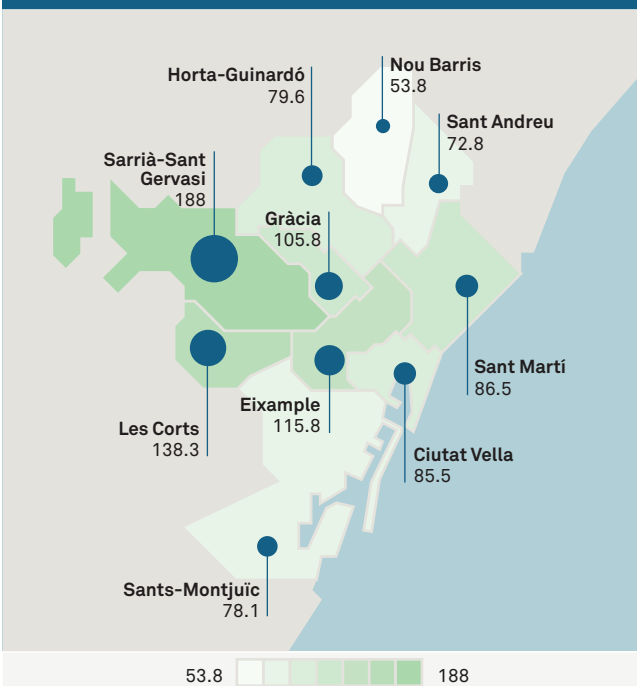 Nou Barris
53.8
Horta-Guinardó
79.6
Sant Andreu
72.8
Sarrià-Sant
Gervasi
188
Gràcia
105.8
Sant Martí
86.5
Eixample
115.8
Les Corts
138.3
Ciutat Vella
85.5
Sants-Montjuïc
78.1
53.8 188